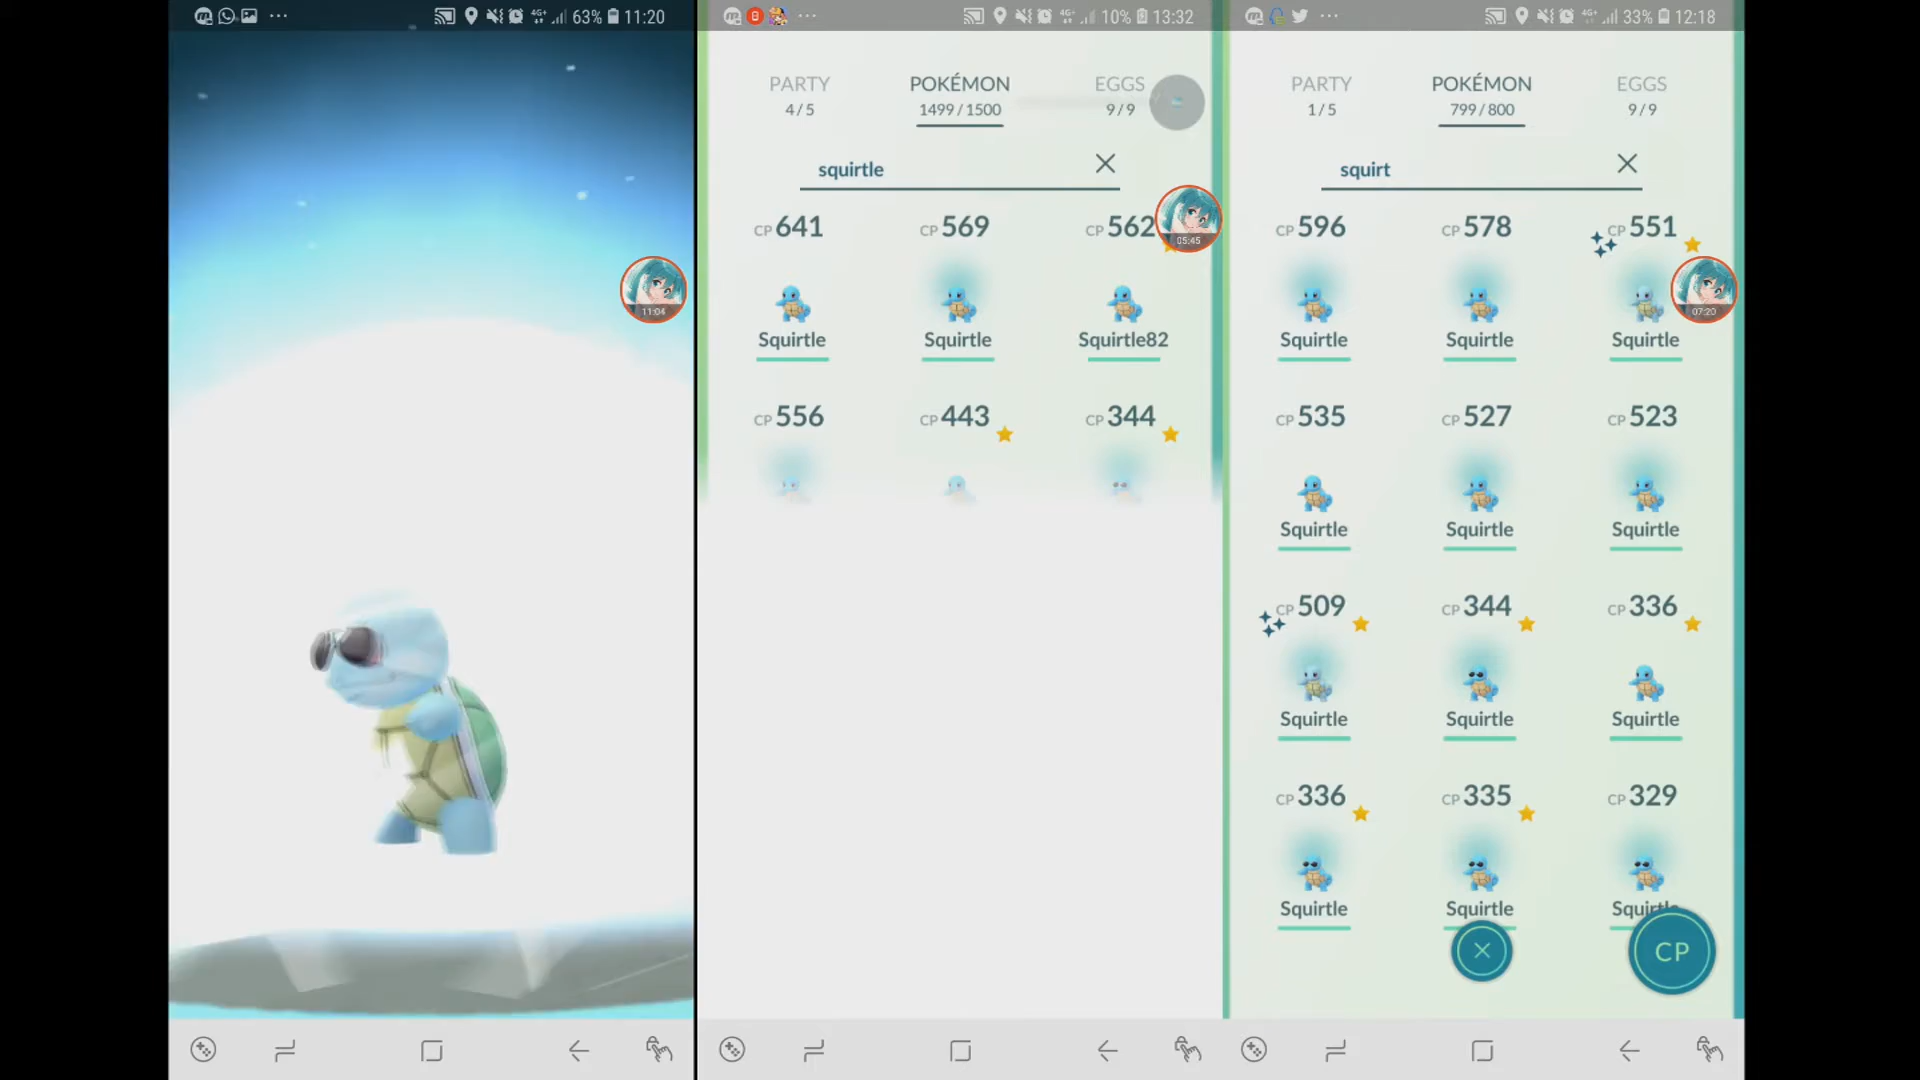 63% 11:20
11:04
10% 13:32
PARTY POKÉMON EGGS
4/5 1499/1500 9/9
squirtle
CP 641 CP 569 CP 562
05:45
Squirtle Squirtle Squirtle82
CP 556 CP 443 CP 344
33% 12:18
PARTY POKÉMON EGGS
1/5 799/800 9/9
squirt
CP 596 CP 578 CP 551
07:20
Squirtle Squirtle Squirtle
CP 535 CP 527 CP 523
Squirtle Squirtle Squirtle
CP 509 CP 344 CP 336
Squirtle Squirtle Squirtle
CP 336 CP 335 CP 329
Squirtle Squirtle Squirtle
CP